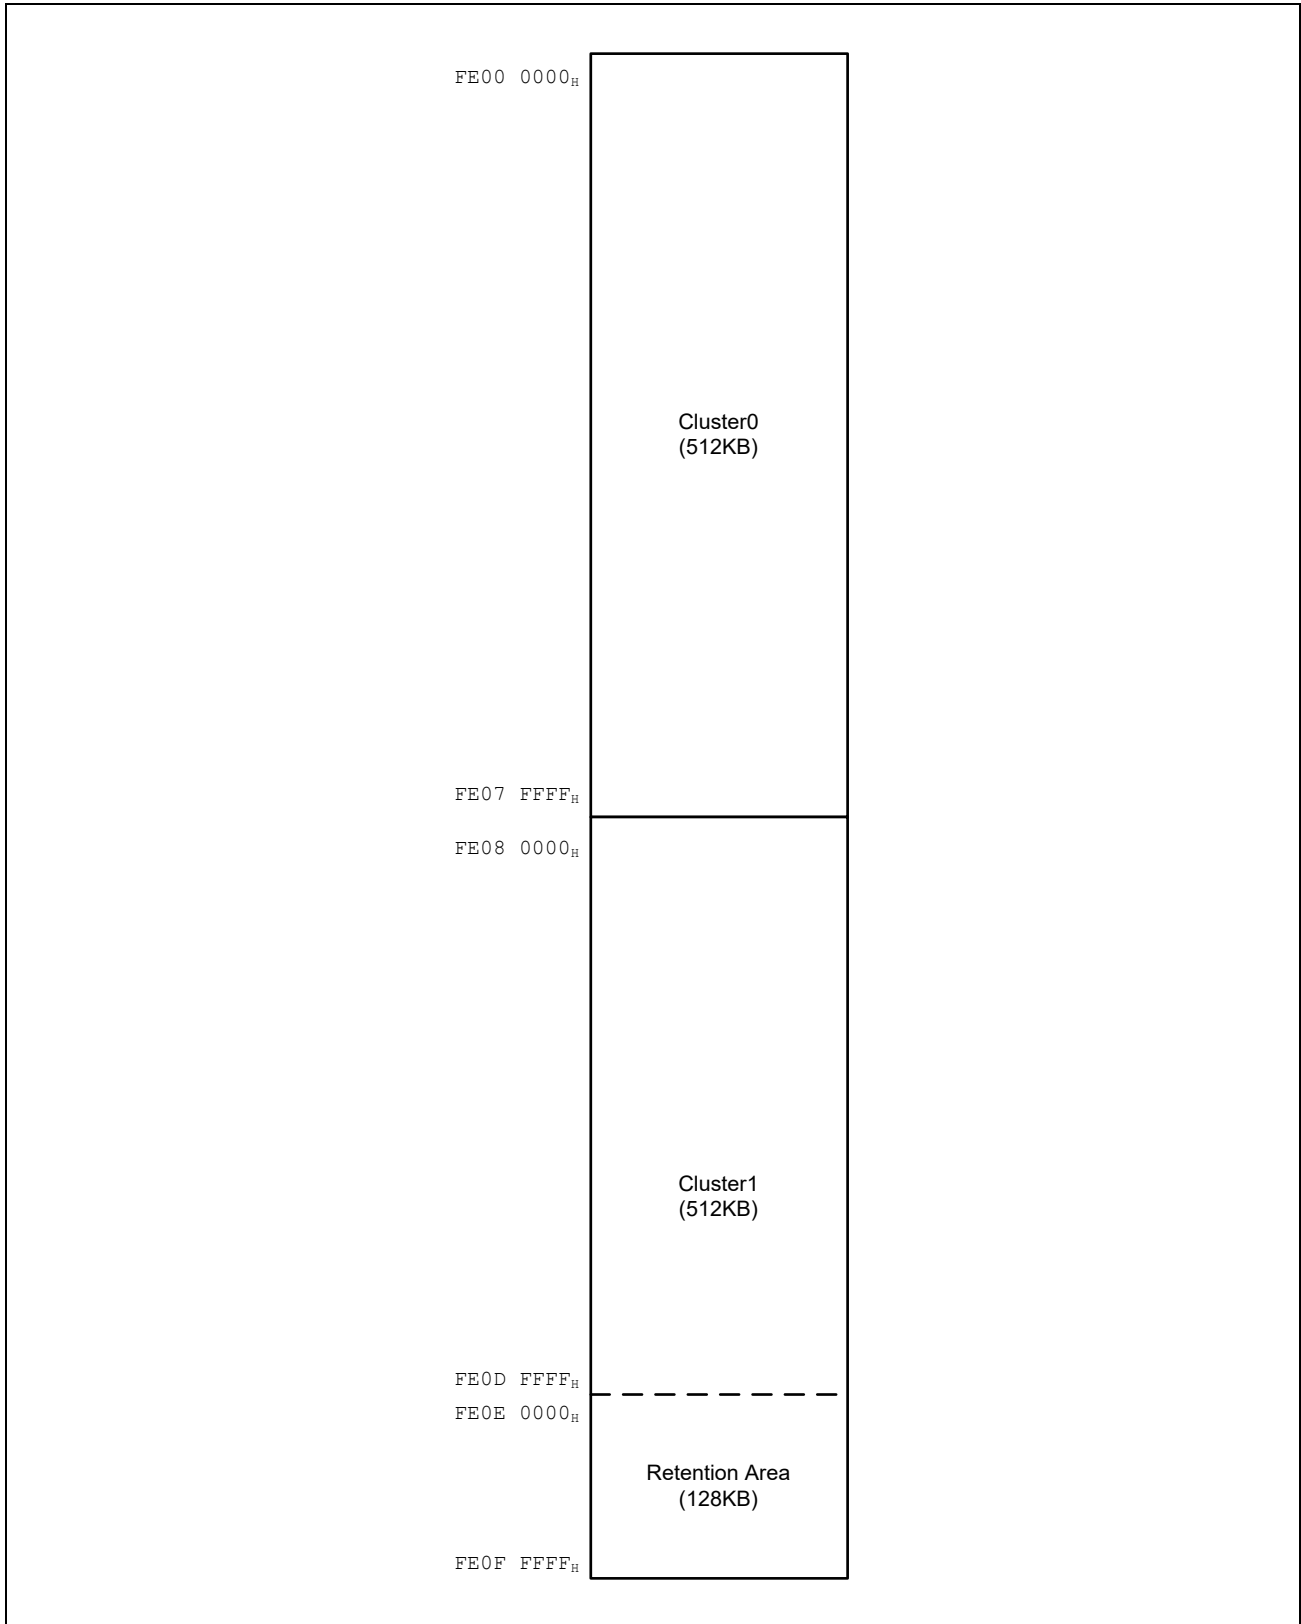 FE00 0000H
Cluster0
(512KB)
FE07 FFFFH
FE08 0000H
Cluster1
(512KB)
FE0D FFFFH
FE0E 0000H
Retention Area
(128KB)
FE0F FFFFH